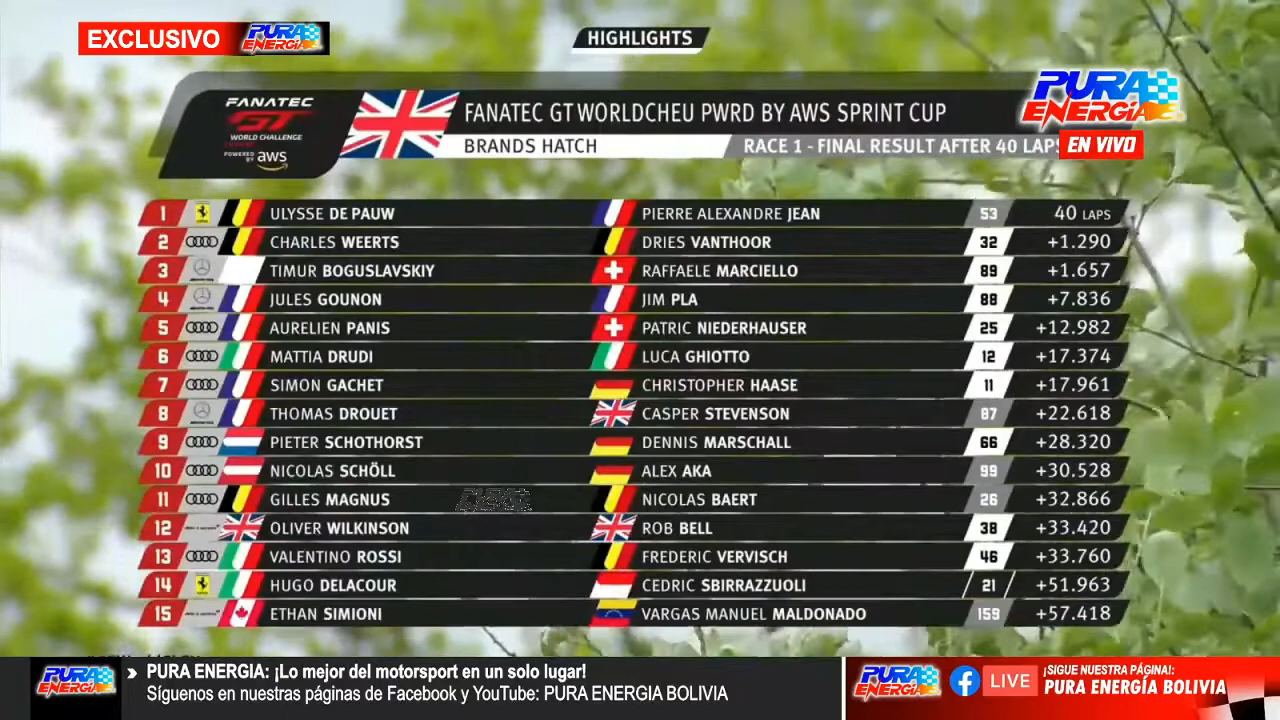 EXCLUSIVO PURA ENERGÍA
HIGHLIGHTS
FANATEC GT WORLD CHALLENGE POWERED BY aws
FANATEC GT WORLDCHEU PWRD BY AWS SPRINT CUP
PURA ENERGÍA
BRANDS HATCH RACE 1 - FINAL RESULT AFTER 40 LAPS
EN VIVO
1 ULYSSE DE PAUW PIERRE ALEXANDRE JEAN 53 40 LAPS
2 CHARLES WEERTS DRIES VANTHOOR 32 +1.290
3 TIMUR BOGUSLAVSKIY RAFFAELE MARCIELLO 89 +1.657
4 JULES GOUNON JIM PLA 88 +7.836
5 AURELIEN PANIS PATRIC NIEDERHAUSER 25 +12.982
6 MATTIA DRUDI LUCA GHIOTTO 12 +17.374
7 SIMON GACHET CHRISTOPHER HAASE 11 +17.961
8 THOMAS DROUET CASPER STEVENSON 87 +22.618
9 PIETER SCHOTHORST DENNIS MARSCHALL 66 +28.320
10 NICOLAS SCHÖLL ALEX AKA 99 +30.528
11 GILLES MAGNUS NICOLAS BAERT 26 +32.866
12 OLIVER WILKINSON ROB BELL 38 +33.420
13 VALENTINO ROSSI FREDERIC VERVISCH 46 +33.760
14 HUGO DELACOUR CEDRIC SBIRRAZZUOLI 21 +51.963
15 ETHAN SIMIONI VARGAS MANUEL MALDONADO 159 +57.418
PURA ENERGÍA
› PURA ENERGIA: ¡Lo mejor del motorsport en un solo lugar!
Síguenos en nuestras páginas de Facebook y YouTube: PURA ENERGIA BOLIVIA
PURA ENERGÍA
f LIVE
¡SIGUE NUESTRA PÁGINA:
PURA ENERGÍA BOLIVIA